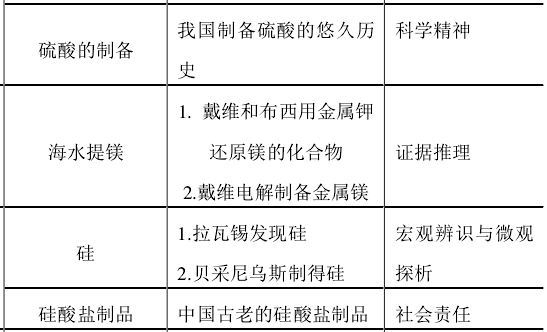 硫酸的制备
我国制备硫酸的悠久历
史
科学精神
海水提镁
1. 戴维和布西用金属钾
还原镁的化合物
2.戴维电解制备金属镁
证据推理
硅
1.拉瓦锡发现硅
2.贝采尼乌斯制得硅
宏观辨识与微观
探析
硅酸盐制品
中国古老的硅酸盐制品
社会责任